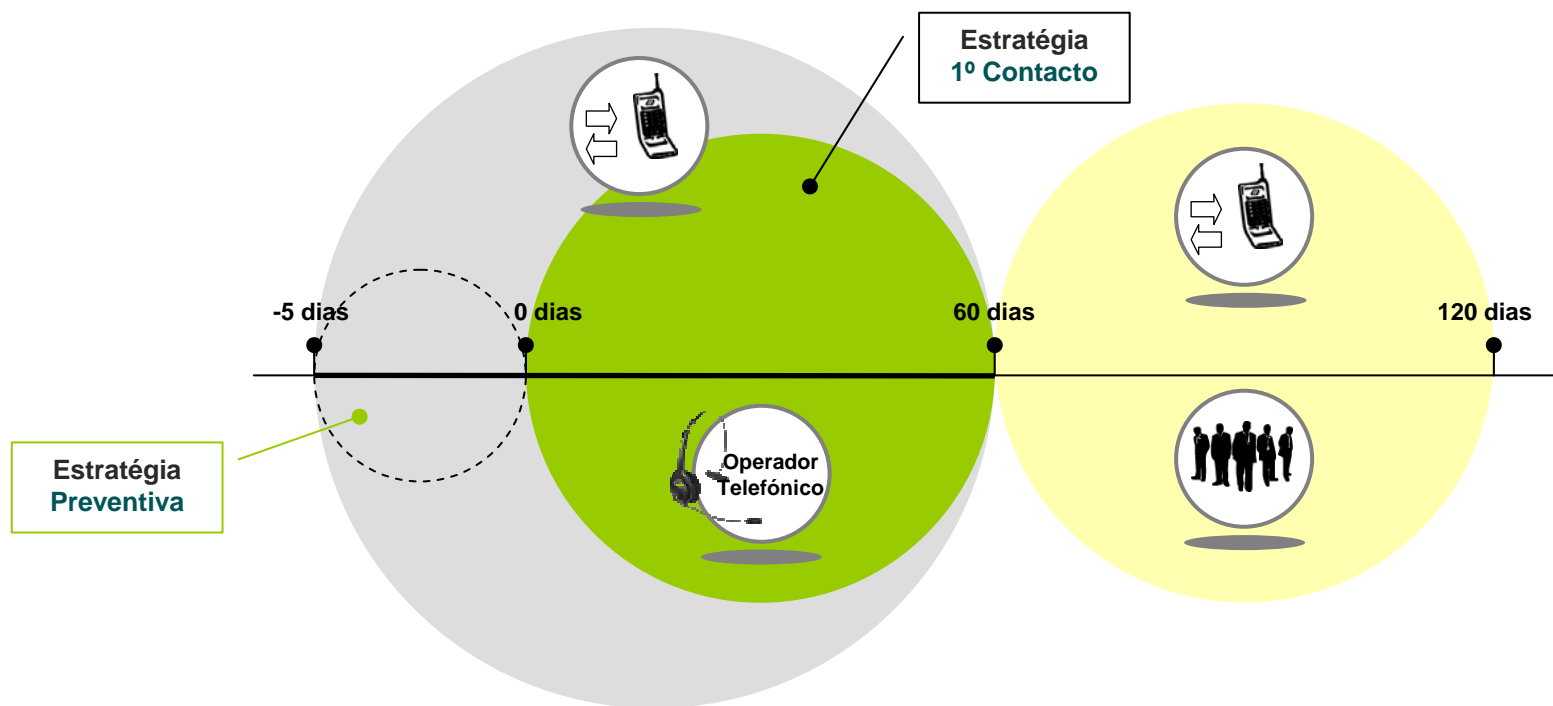 Estratégia
1º Contacto
-5 dias
0 dias
60 dias
120 dias
Estratégia
Preventiva
Operador
Telefónico